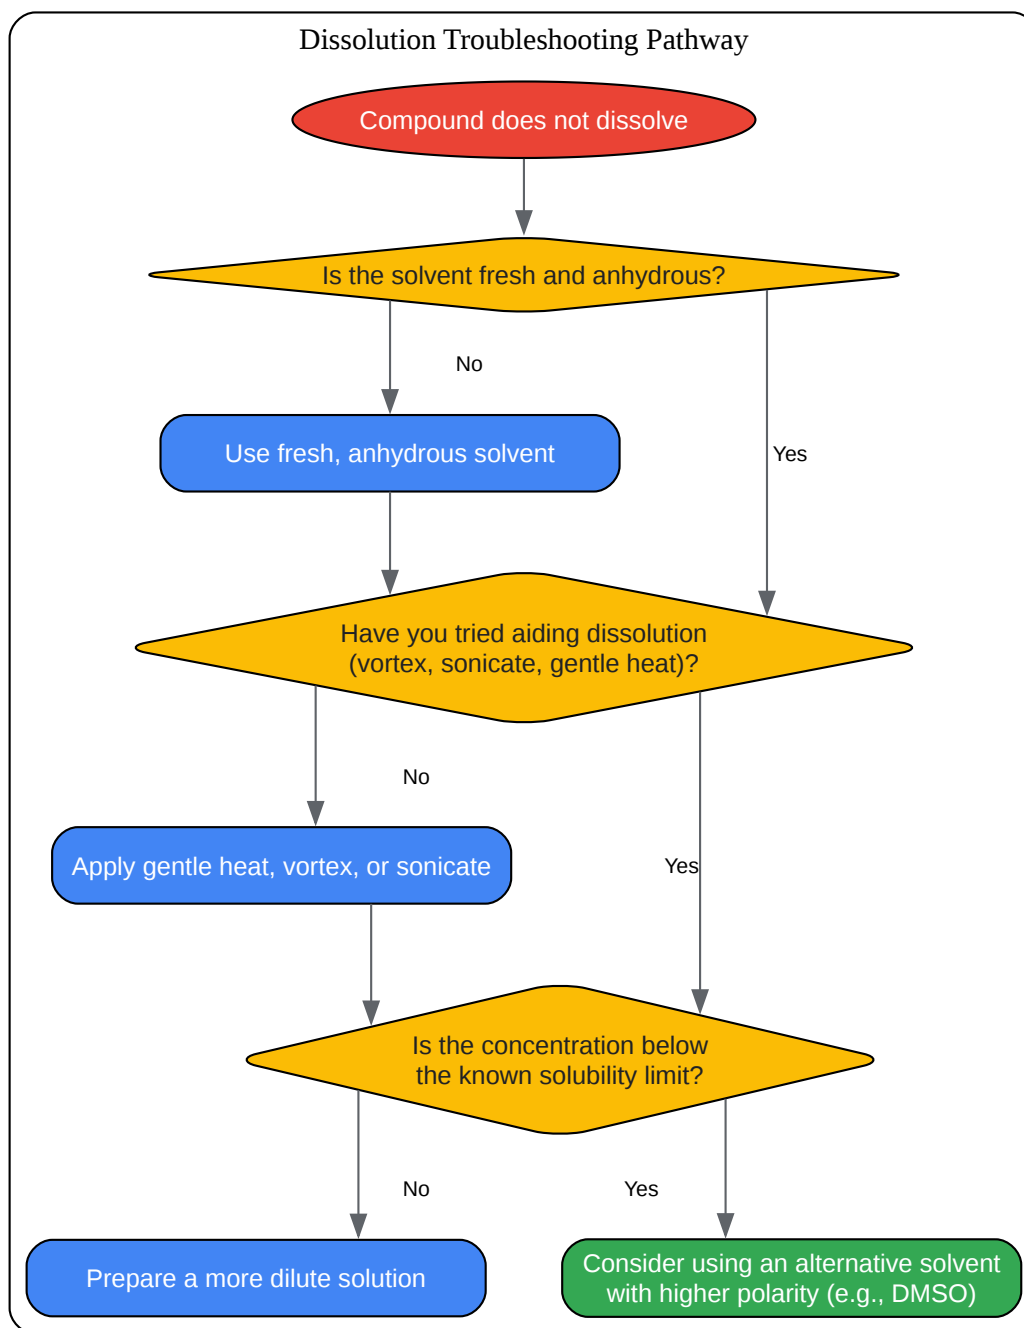 Dissolution Troubleshooting Pathway
Compound does not dissolve
Is the solvent fresh and anhydrous?
No
Use fresh, anhydrous solvent
Yes
Have you tried aiding dissolution
(vortex, sonicate, gentle heat)?
No
Apply gentle heat, vortex, or sonicate
Yes
Is the concentration below
the known solubility limit?
No
Yes
Prepare a more dilute solution
Consider using an alternative solvent
with higher polarity (e.g., DMSO)